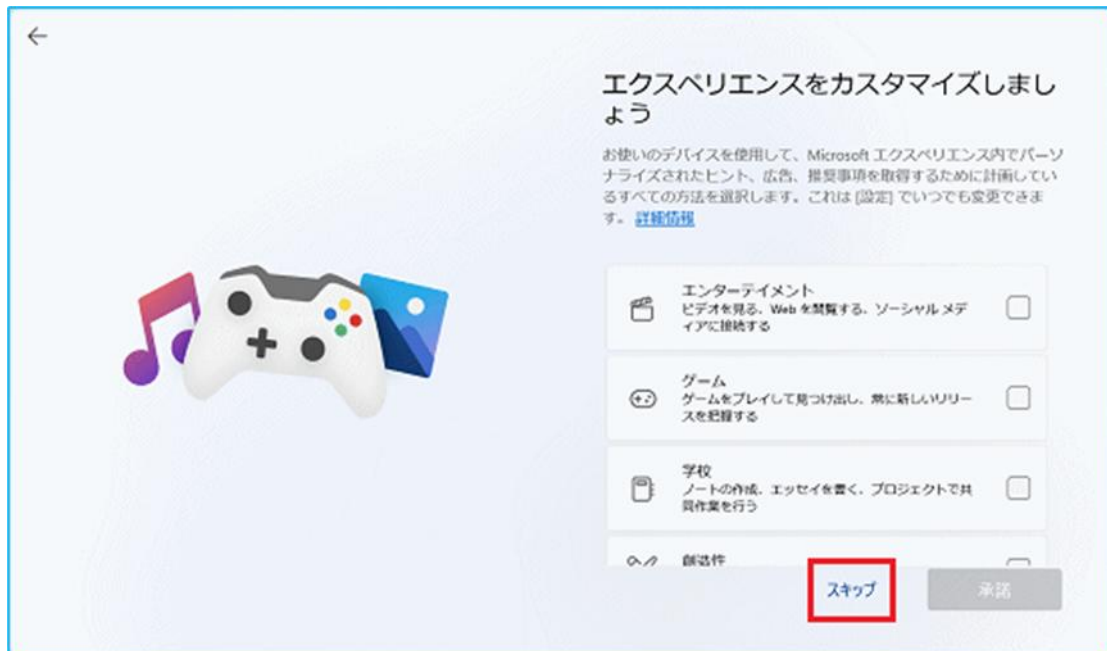 エクスペリエンスをカスタマイズしまし
ょう
お使いのデバイスを使用して、Microsoft エクスペリエンス内でパーソ
ナライズされたヒント、広告、推奨事項を取得するために計画してい
るすべての方法を選択します。これは [設定] でいつでも変更できま
す。 詳細情報
エンターテイメント
ビデオを見る、Web を閲覧する、ソーシャル メデ
ィアに接続する
ゲーム
ゲームをプレイして見つけ出し、常に新しいリリー
スを把握する
学校
ノートの作成、エッセイを書く、プロジェクトで共
同作業を行う
創造性
スキップ
承諾